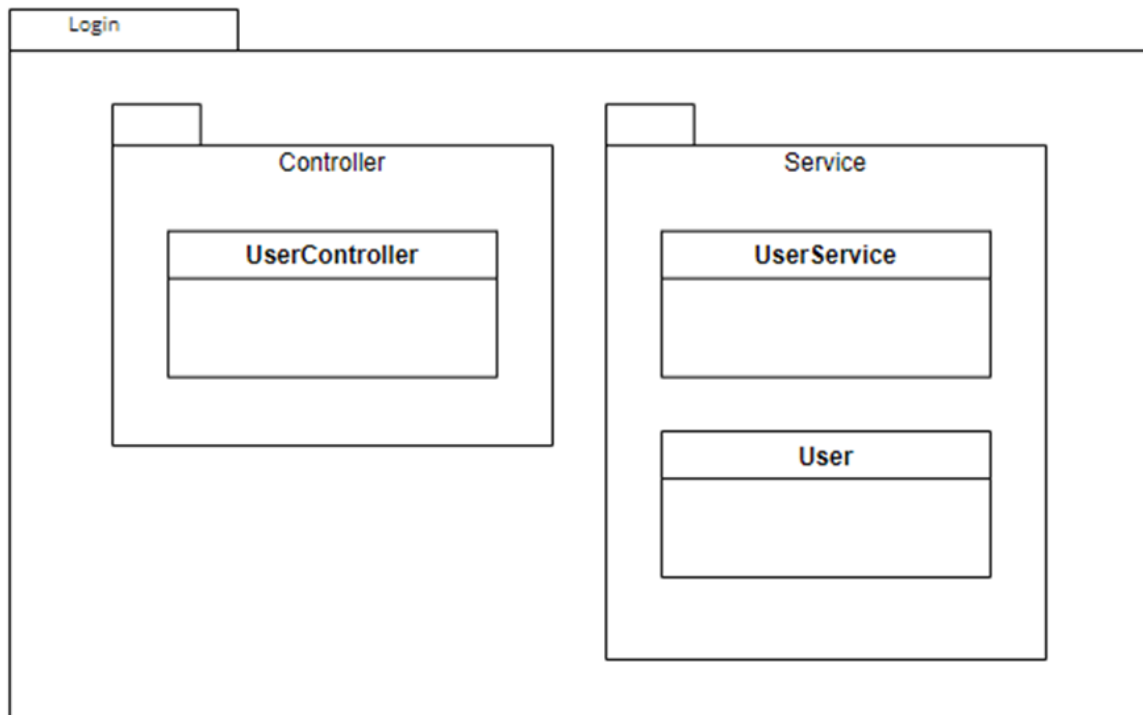 Login
Controller
Service
UserController
UserService
User